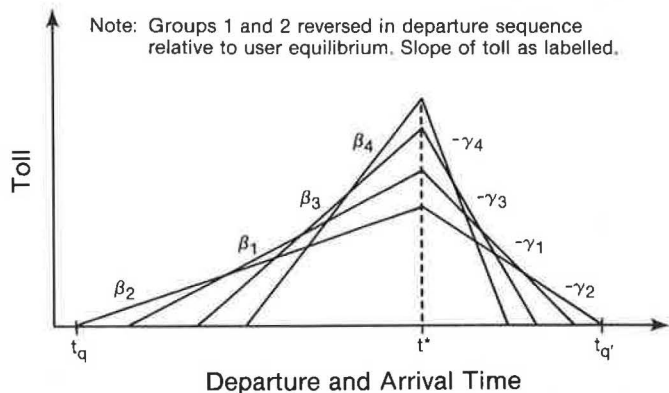 Note: Groups 1 and 2 reversed in departure sequence
relative to user equilibrium. Slope of toll as labelled.
Toll
β4
-γ4
β3
-γ3
β1
-γ1
β2
-γ2
tq
t*
tq'
Departure and Arrival Time